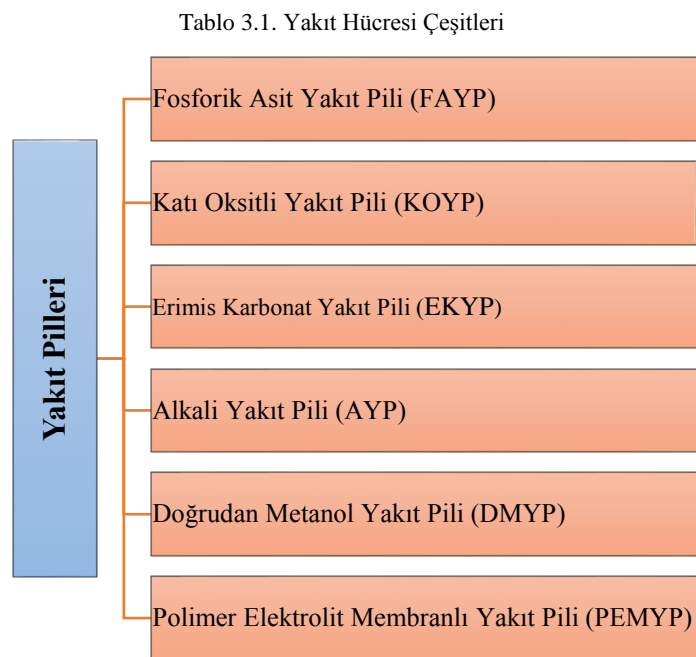 Tablo 3.1. Yakıt Hücresi Çeşitleri
Yakıt Pilleri
Fosforik Asit Yakıt Pili (FAYP)
Katı Oksitli Yakıt Pili (KOYP)
Erimis Karbonat Yakıt Pili (EKYP)
Alkali Yakıt Pili (AYP)
Doğrudan Metanol Yakıt Pili (DMYP)
Polimer Elektrolit Membranlı Yakıt Pili (PEMYP)